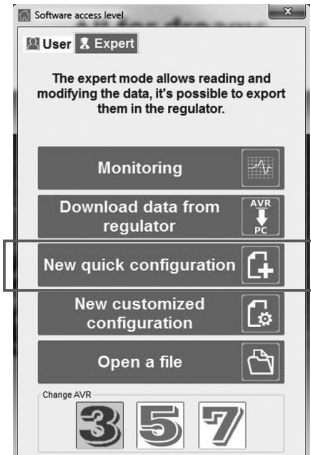 Software access level
User Expert
The expert mode allows reading and
modifying the data, it's possible to export
them in the regulator.
Monitoring
Download data from
regulator
AVR
PC
New quick configuration
New customized
configuration
Open a file
Change AVR
3 5 7